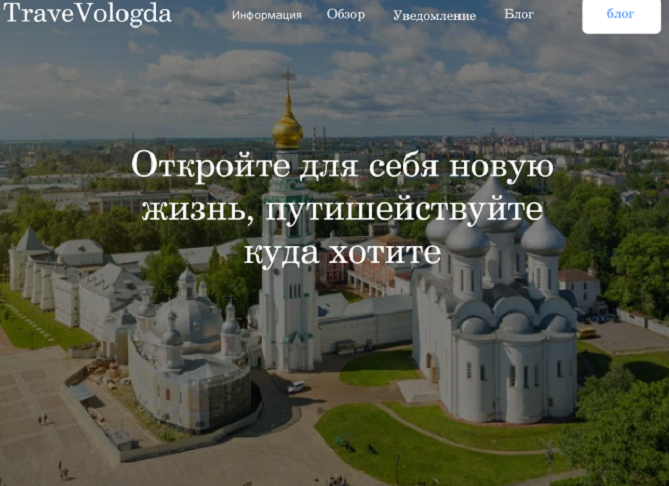 TraveVologda
Информация Обзор Уведомление Блог блог
Откройте для себя новую
жизнь, путишействуйте
куда хотите